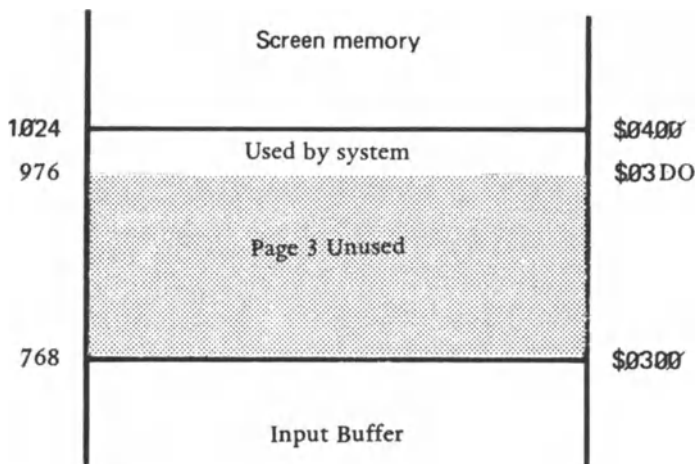 Screen memory
1024 $0400
Used by system
976 $03DO
Page 3 Unused
768 $0300
Input Buffer